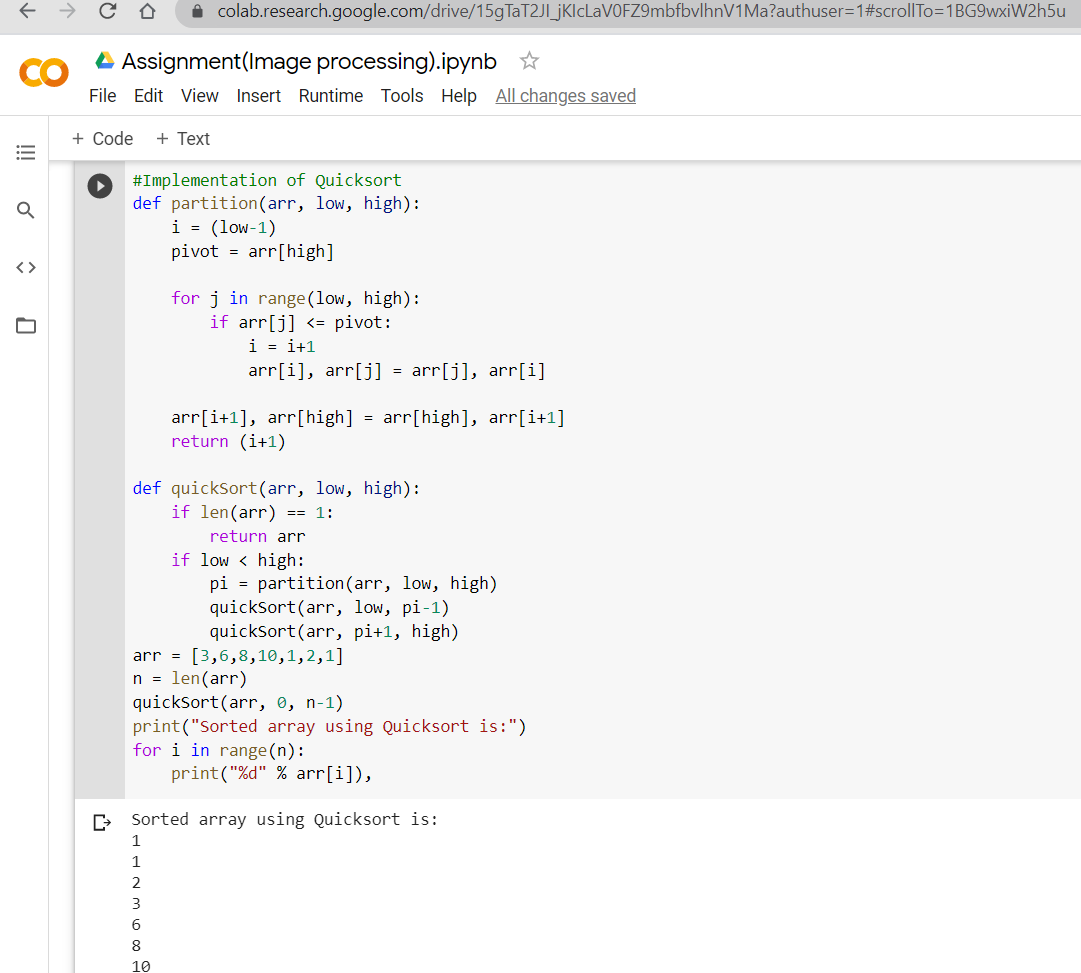 colab.research.google.com/drive/15gTaT2JI_jKIcLaV0FZ9mbfbvlhnV1Ma?authuser=1#scrollTo=1BG9wxiW2h5u
Assignment(Image processing).ipynb
File Edit View Insert Runtime Tools Help All changes saved
+ Code + Text
#Implementation of Quicksort
def partition(arr, low, high):
    i = (low-1)
    pivot = arr[high]
    for j in range(low, high):
        if arr[j] <= pivot:
            i = i+1
            arr[i], arr[j] = arr[j], arr[i]
    arr[i+1], arr[high] = arr[high], arr[i+1]
    return (i+1)
def quickSort(arr, low, high):
    if len(arr) == 1:
        return arr
    if low < high:
        pi = partition(arr, low, high)
        quickSort(arr, low, pi-1)
        quickSort(arr, pi+1, high)
arr = [3,6,8,10,1,2,1]
n = len(arr)
quickSort(arr, 0, n-1)
print("Sorted array using Quicksort is:")
for i in range(n):
    print("%d" % arr[i]),
Sorted array using Quicksort is:
1
1
2
3
6
8
10